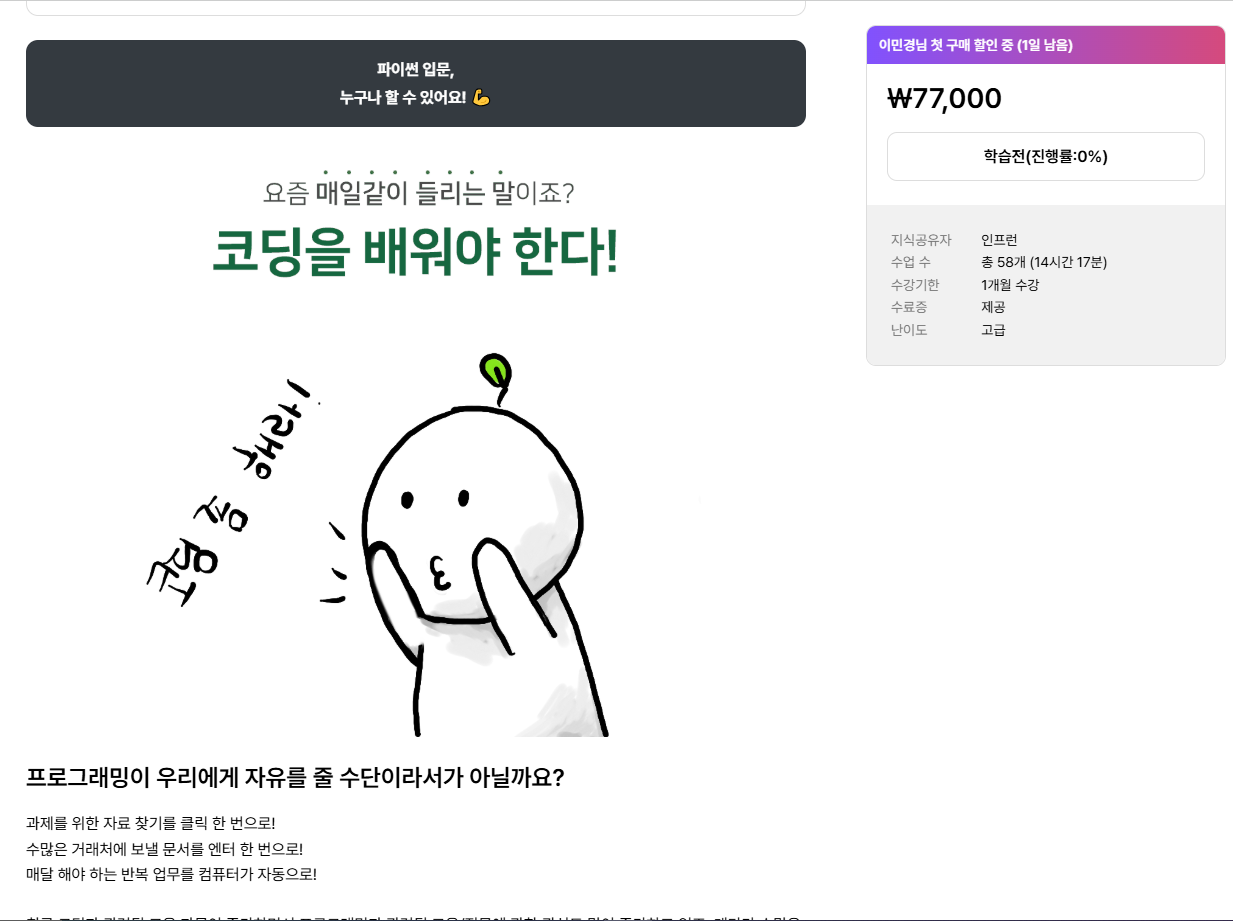 파이썬 입문,
누구나 할 수 있어요! 💪
요즘 매일같이 들리는 말이죠?
코딩을 배워야 한다!
코딩 좀 해라!
프로그래밍이 우리에게 자유를 줄 수단이라서가 아닐까요?
과제를 위한 자료 찾기를 클릭 한 번으로!
수많은 거래처에 보낼 문서를 엔터 한 번으로!
매달 해야 하는 반복 업무를 컴퓨터가 자동으로!
이민경님 첫 구매 할인 중 (1일 남음)
₩77,000
학습전(진행률:0%)
지식공유자 인프런
수업 수 총 58개 (14시간 17분)
수강기한 1개월 수강
수료증 제공
난이도 고급